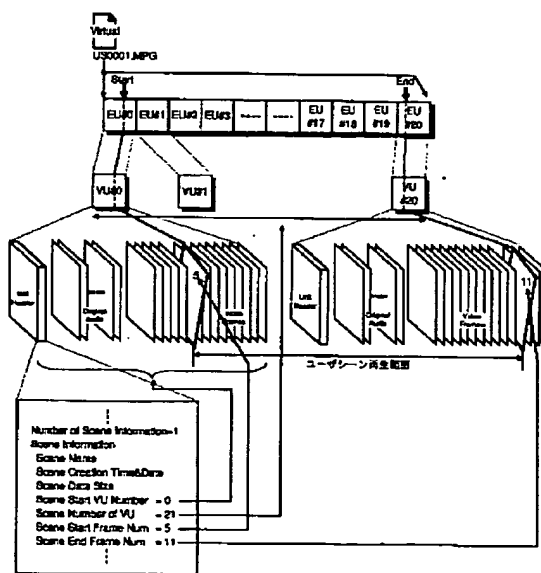 Virtual
US0001.MPG
Start
End
EU#0
EU#1
EU#2
EU#3
EU
#17
EU
#18
EU
#19
EU
#20
VU#0
VU#1
VU
#20
Unit
Header
Original
Audio
5
Video
Frames
Unit
Header
Original
Audio
Video
Frames
11
ユーザシーン再生範囲
Number of Scene Information=1
Scene Information
Scene Name
Scene Creation Time&Date
Scene Data Size
Scene Start VU Number = 0
Scene Number of VU = 21
Scene Start Frame Num = 5
Scene End Frame Num = 11